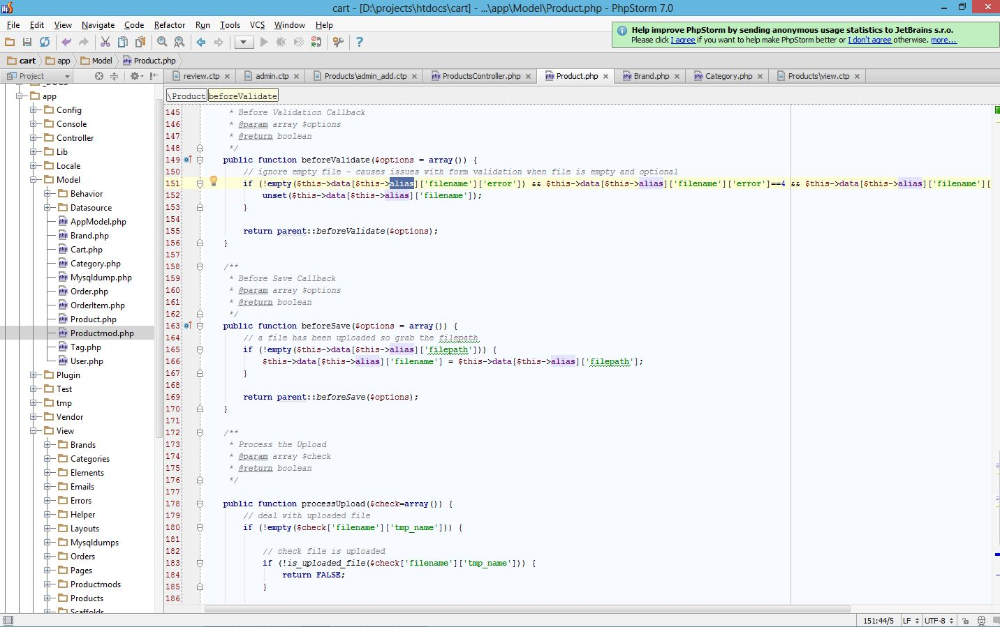 cart - [D:\projects\htdocs\cart] - ...\app\Model\Product.php - PhpStorm 7.0
File Edit View Navigate Code Refactor Run Tools VCS Window Help
Help improve PhpStorm by sending anonymous usage statistics to JetBrains s.r.o.
Please click I agree if you want to help make PhpStorm better or I don't agree otherwise. more...
cart app Model Product.php
Project
review.ctp admin.ctp Products\admin_add.ctp ProductsController.php Product.php Brand.php Category.php Products\view.ctp
\Product beforeValidate
_DOCS
app
Config
Console
Controller
Lib
Locale
Model
Behavior
Datasource
AppModel.php
Brand.php
Cart.php
Category.php
Mysqldump.php
Order.php
OrderItem.php
Product.php
Productmod.php
Tag.php
User.php
Plugin
Test
tmp
Vendor
View
Brands
Categories
Elements
Emails
Errors
Helper
Layouts
Mysqldumps
Orders
Pages
Productmods
Products
Scaffolds
145 * Before Validation Callback
146 * @param array $options
147 * @return boolean
148 */
149 public function beforeValidate($options = array()) {
150 // ignore empty file - causes issues with form validation when file is empty and optional
151 if (!empty($this->data[$this->alias]['filename']['error']) && $this->data[$this->alias]['filename']['error']==4 && $this->data[$this->alias]['filename'][
152 unset($this->data[$this->alias]['filename']);
153 }
154
155 return parent::beforeValidate($options);
156 }
157
158 /**
159 * Before Save Callback
160 * @param array $options
161 * @return boolean
162 */
163 public function beforeSave($options = array()) {
164 // a file has been uploaded so grab the filepath
165 if (!empty($this->data[$this->alias]['filepath'])) {
166 $this->data[$this->alias]['filename'] = $this->data[$this->alias]['filepath'];
167 }
168
169 return parent::beforeSave($options);
170 }
171
172 /**
173 * Process the Upload
174 * @param array $check
175 * @return boolean
176 */
177
178 public function processUpload($check=array()) {
179 // deal with uploaded file
180 if (!empty($check['filename']['tmp_name'])) {
181
182 // check file is uploaded
183 if (!is_uploaded_file($check['filename']['tmp_name'])) {
184 return FALSE;
185 }
186
151:44/5 LF UTF-8